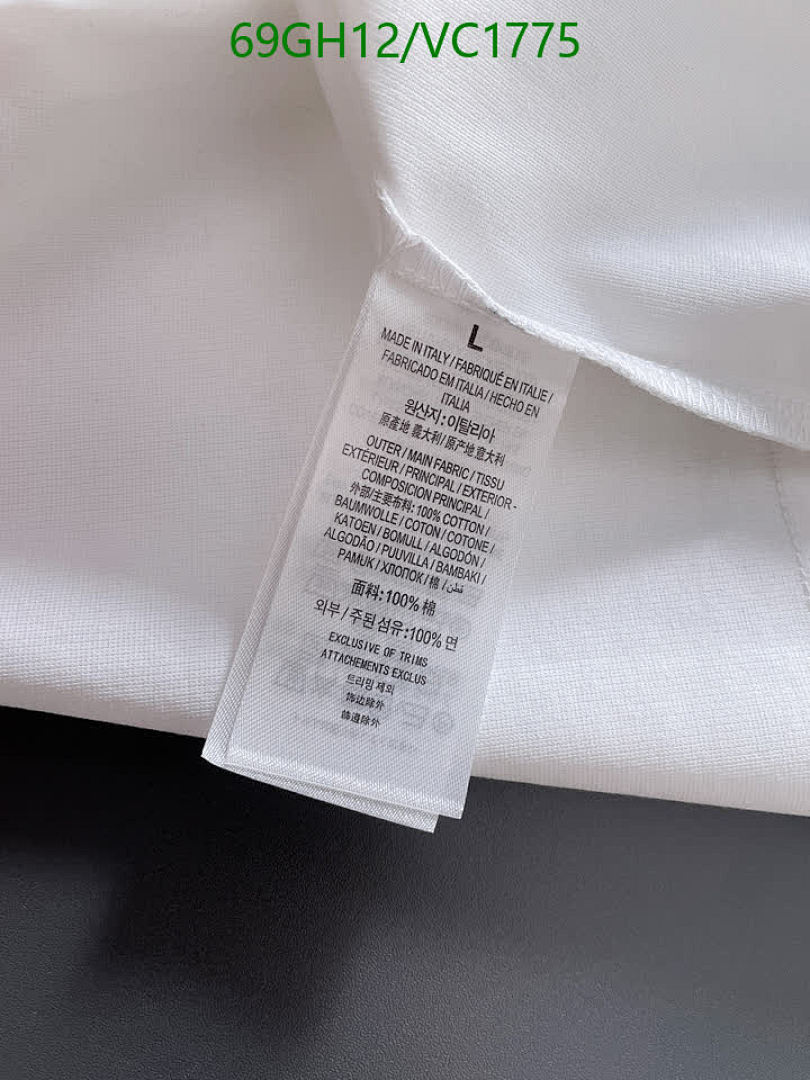 69GH12/VC1775
L
MADE IN ITALY / FABRIQUÉ EN ITALIE /
FABRICADO EM ITALIA / HECHO EN
ITALIA
원산지 : 이탈리아
原產地 義大利 / 原产地 意大利
OUTER / MAIN FABRIC / TISSU
EXTÉRIEUR / PRINCIPAL / EXTERIOR -
COMPOSICION PRINCIPAL /
外部/主要布料: 100% COTTON /
BAUMWOLLE / COTON / COTONE /
KATOEN / BOMULL / ALGODÓN /
ALGODÃO / PUUVILLA / BAMBAKI /
PAMUK / ХЛОПОК / 棉 / قطن
面料:100% 棉
외부 / 주된 섬유:100% 면
EXCLUSIVE OF TRIMS
ATTACHEMENTS EXCLUS
트리밍 제외
饰边除外
飾邊除外